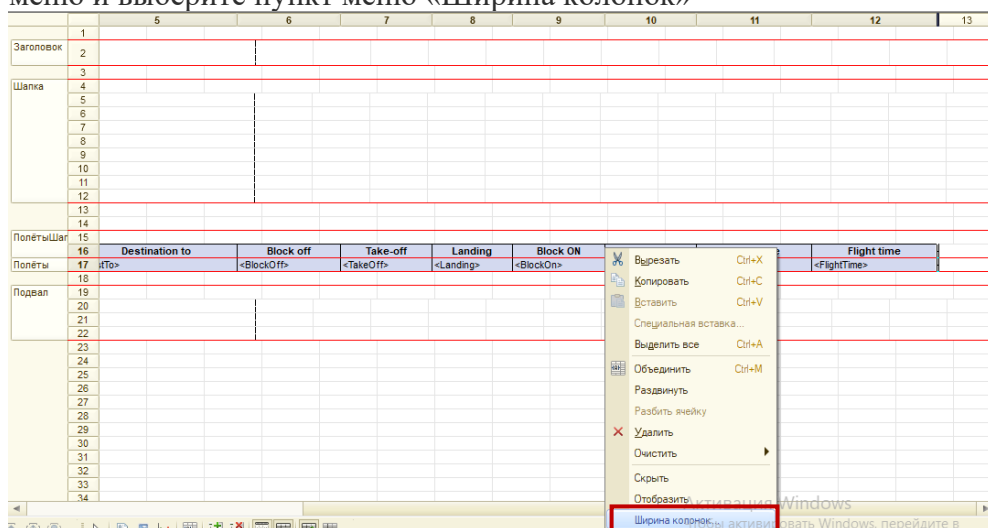 меню и выберите пункт меню «Ширина колонок»
5 6 7 8 9 10 11 12 13
1
Заголовок 2
3
Шапка 4
5
6
7
8
9
10
11
12
13
14
ПолётыШап 15
16 Destination to Block off Take-off Landing Block ON Flight time
Полёты 17 tTo> <BlockOff> <TakeOff> <Landing> <BlockOn> <FlightTime>
18
Подвал 19
20
21
22
23
24
25
26
27
28
29
30
31
32
33
34
Вырезать Ctrl+X
Копировать Ctrl+C
Вставить Ctrl+V
Специальная вставка...
Выделить все Ctrl+A
Объединить Ctrl+M
Раздвинуть
Разбить ячейку
Удалить
Очистить
Скрыть
Отобразить
Ширина колонок...
Активация Windows
активировать Windows, перейдите в